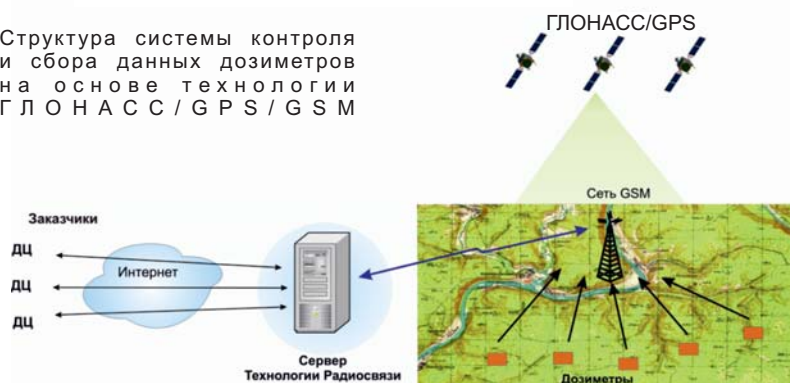 Структура системы контроля
и сбора данных дозиметров
на основе технологии
ГЛОНАСС/GPS/GSM
ГЛОНАСС/GPS
Сеть GSM
Заказчики
ДЦ
ДЦ
ДЦ
Интернет
Сервер
Технологии Радиосвязи
Дозиметры